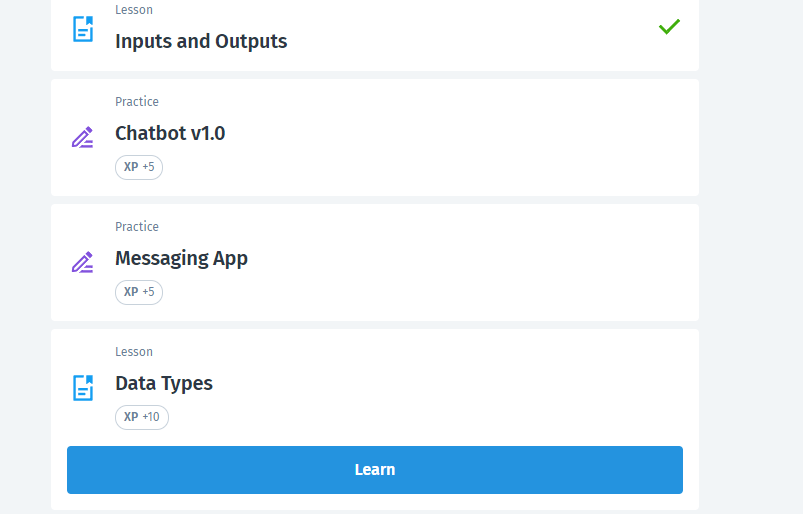 Lesson
Inputs and Outputs
Practice
Chatbot v1.0
XP +5
Practice
Messaging App
XP +5
Lesson
Data Types
XP +10
Learn